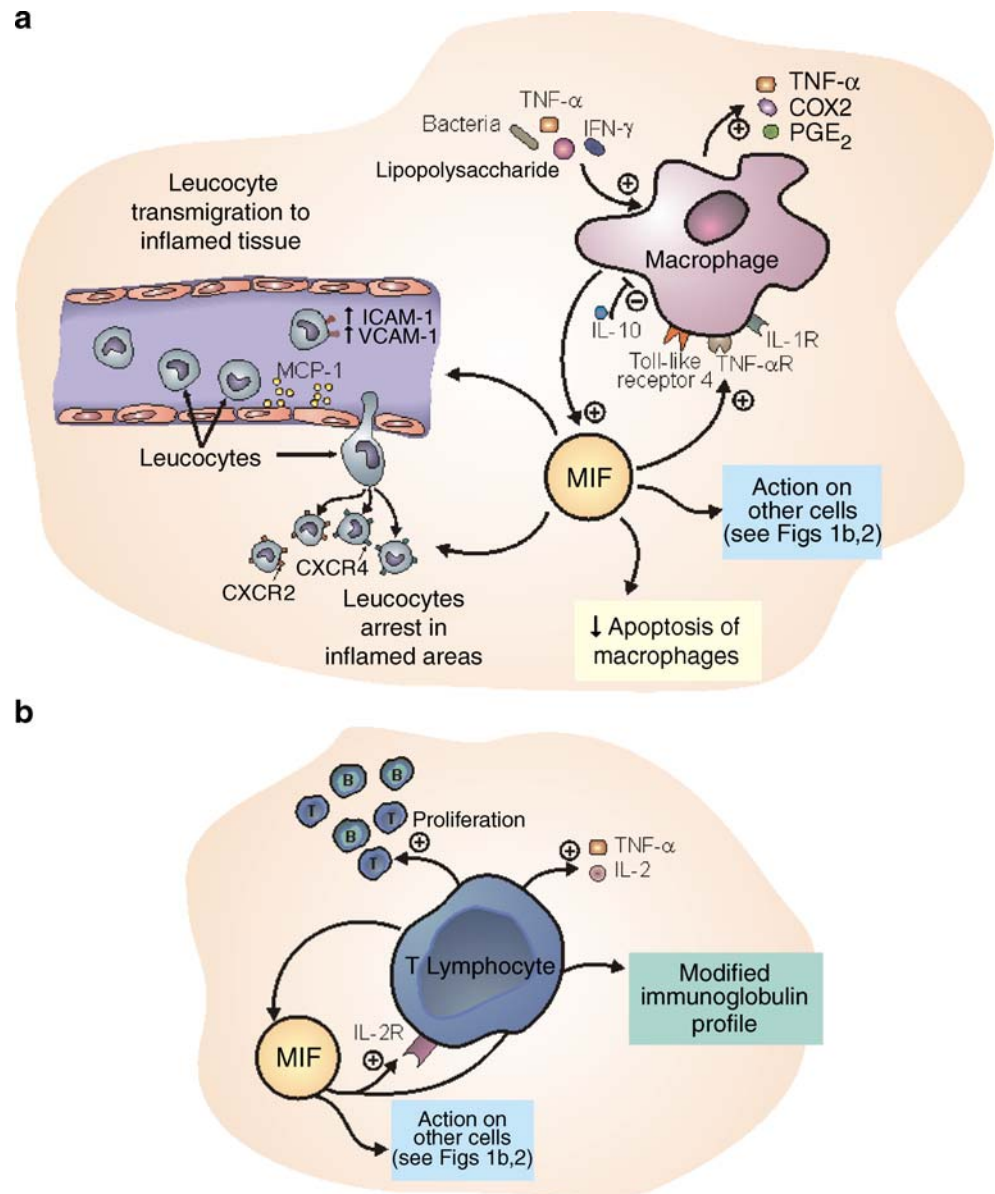 a
TNF-α
COX2
PGE2
TNF-α
Bacteria
IFN-γ
Lipopolysaccharide
+
+
Leucocyte
transmigration to
inflamed tissue
Macrophage
ICAM-1
VCAM-1
MCP-1
IL-10
−
IL-1R
Toll-like
receptor 4
TNF-αR
+
+
Leucocytes
MIF
Action on
other cells
(see Figs 1b,2)
CXCR4
CXCR2
Leucocytes
arrest in
inflamed areas
↓ Apoptosis of
macrophages
b
B
B
T
T
B
T
Proliferation
+
+
TNF-α
IL-2
T Lymphocyte
Modified
immunoglobulin
profile
IL-2R
+
MIF
Action on
other cells
(see Figs 1b,2)